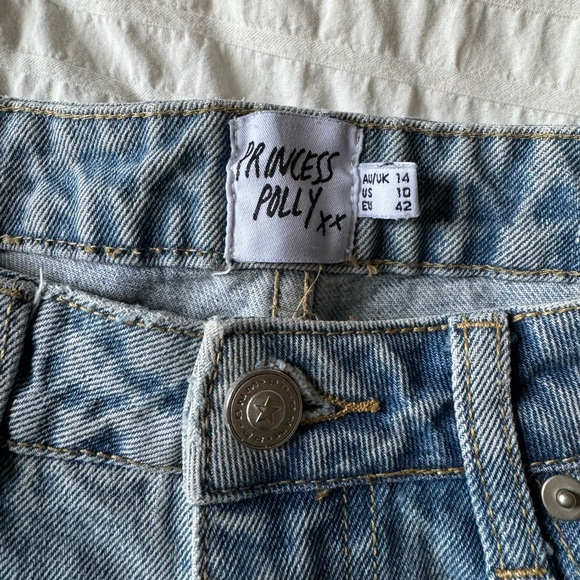 PRINCESS
POLLY xx
AU/UK 14
US 10
EU 42